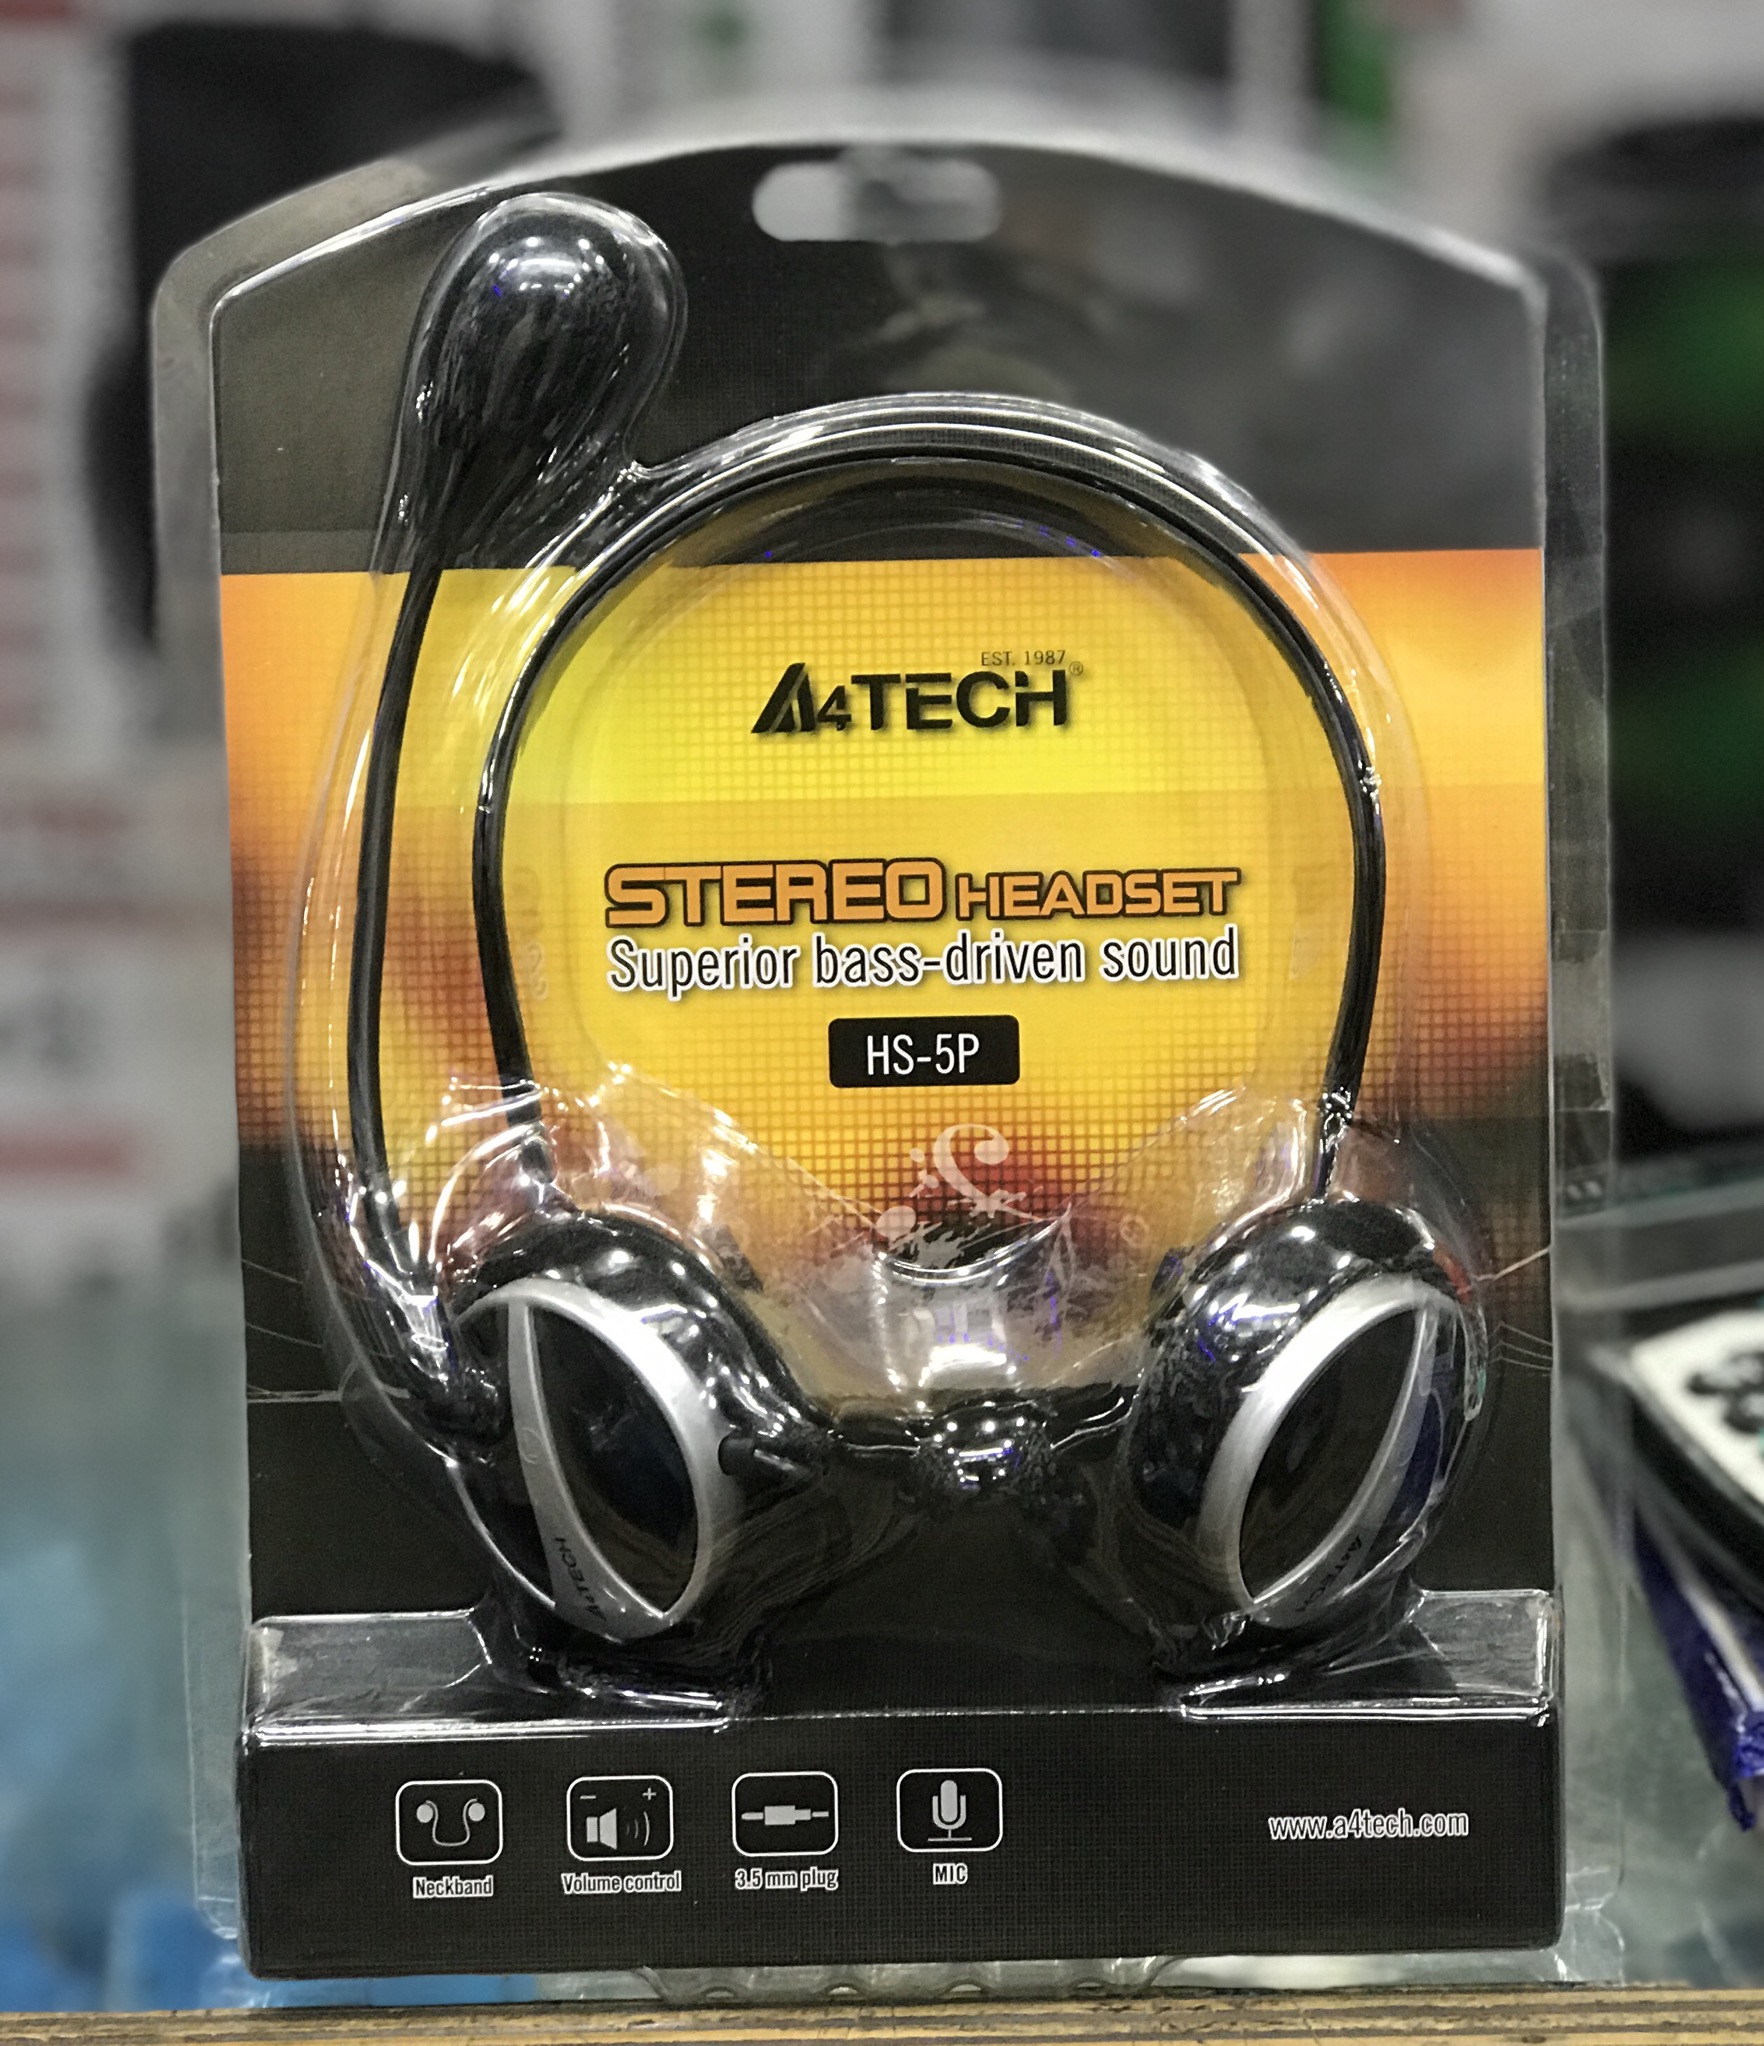 EST. 1987
A4TECH®
STEREO HEADSET
Superior bass-driven sound
HS-5P
A4TECH
A4TECH
Neckband
Volume control
3.5 mm plug
MIC
www.a4tech.com